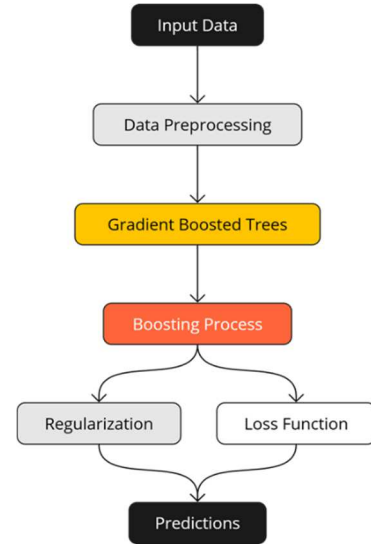 Input Data
Data Preprocessing
Gradient Boosted Trees
Boosting Process
Regularization
Loss Function
Predictions